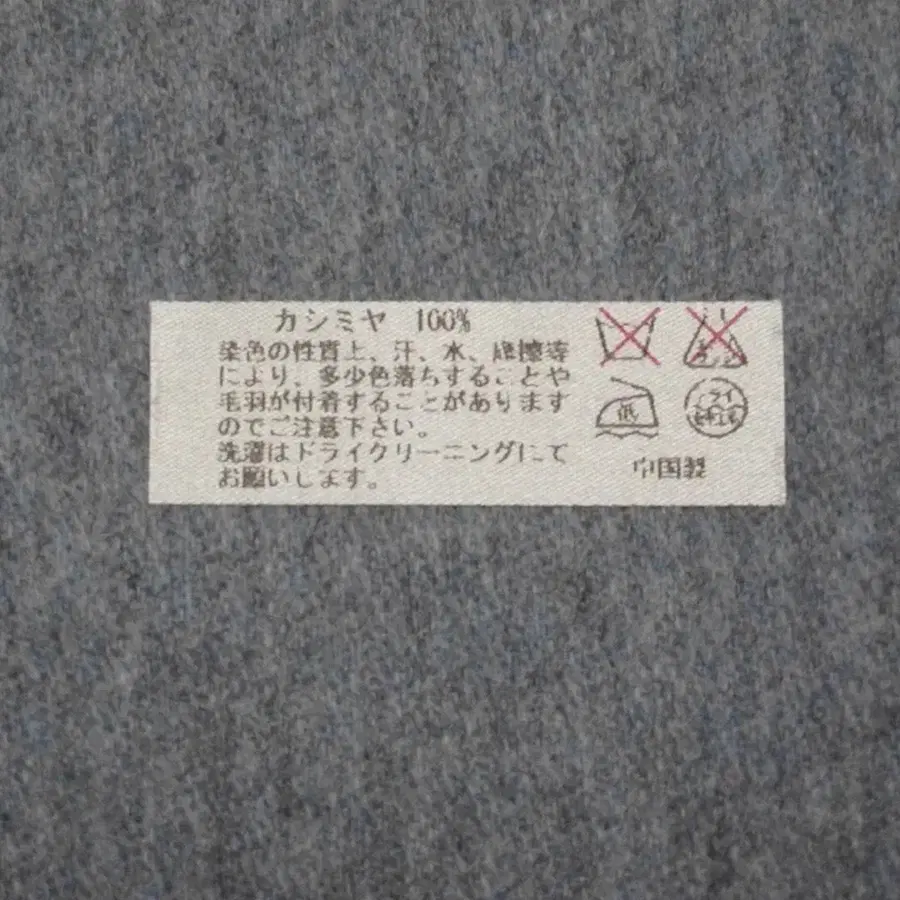 カシミヤ 100%
染色の性質上、汗、水、摩擦等
により、多少色落ちすることや
毛羽が付着することがあります
のでご注意下さい。
洗濯はドライクリーニングにて
お願いします。
低
ドライ
中国製